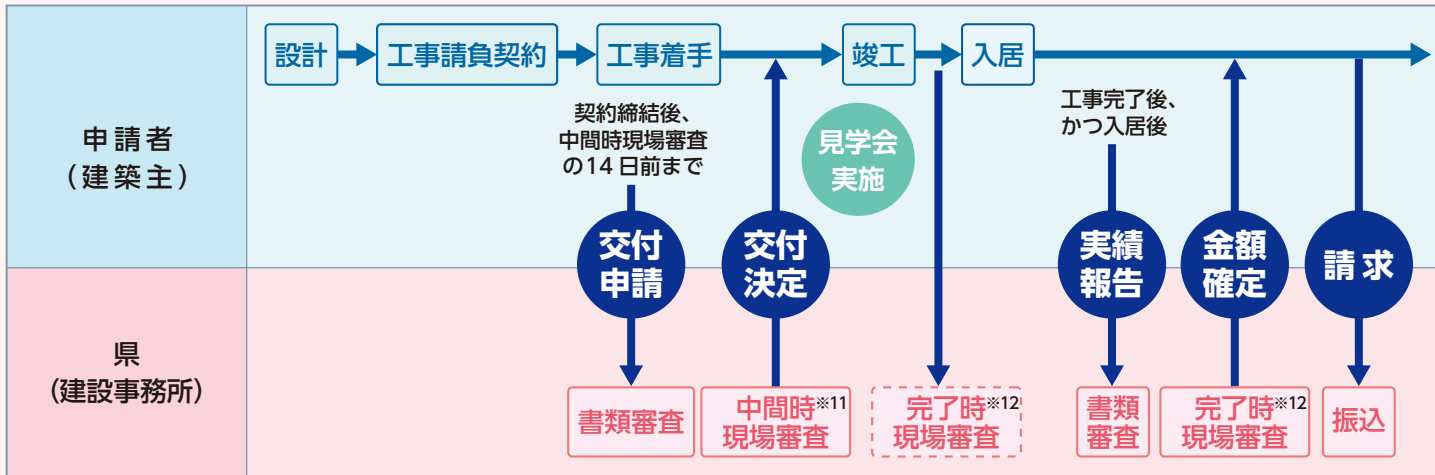 設計
工事請負契約
工事着手
竣工
入居
申請者
（建築主）
契約締結後、
中間時現場審査
の14日前まで
見学会
実施
工事完了後、
かつ入居後
交付
申請
交付
決定
実績
報告
金額
確定
請求
県
（建設事務所）
書類審査
中間時※11
現場審査
完了時※12
現場審査
書類
審査
完了時※12
現場審査
振込